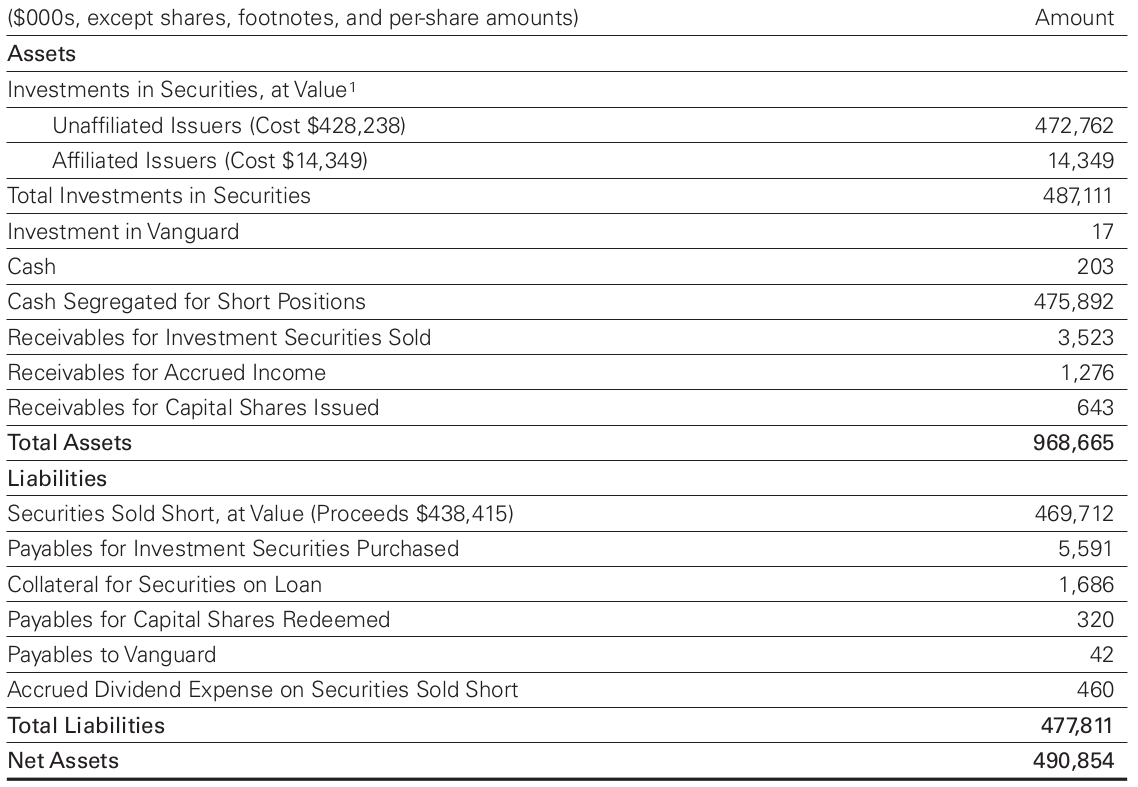 ($000s, except shares, footnotes, and per-share amounts) Amount
Assets
Investments in Securities, at Value¹
Unaffiliated Issuers (Cost $428,238) 472,762
Affiliated Issuers (Cost $14,349) 14,349
Total Investments in Securities 487,111
Investment in Vanguard 17
Cash 203
Cash Segregated for Short Positions 475,892
Receivables for Investment Securities Sold 3,523
Receivables for Accrued Income 1,276
Receivables for Capital Shares Issued 643
Total Assets 968,665
Liabilities
Securities Sold Short, at Value (Proceeds $438,415) 469,712
Payables for Investment Securities Purchased 5,591
Collateral for Securities on Loan 1,686
Payables for Capital Shares Redeemed 320
Payables to Vanguard 42
Accrued Dividend Expense on Securities Sold Short 460
Total Liabilities 477,811
Net Assets 490,854